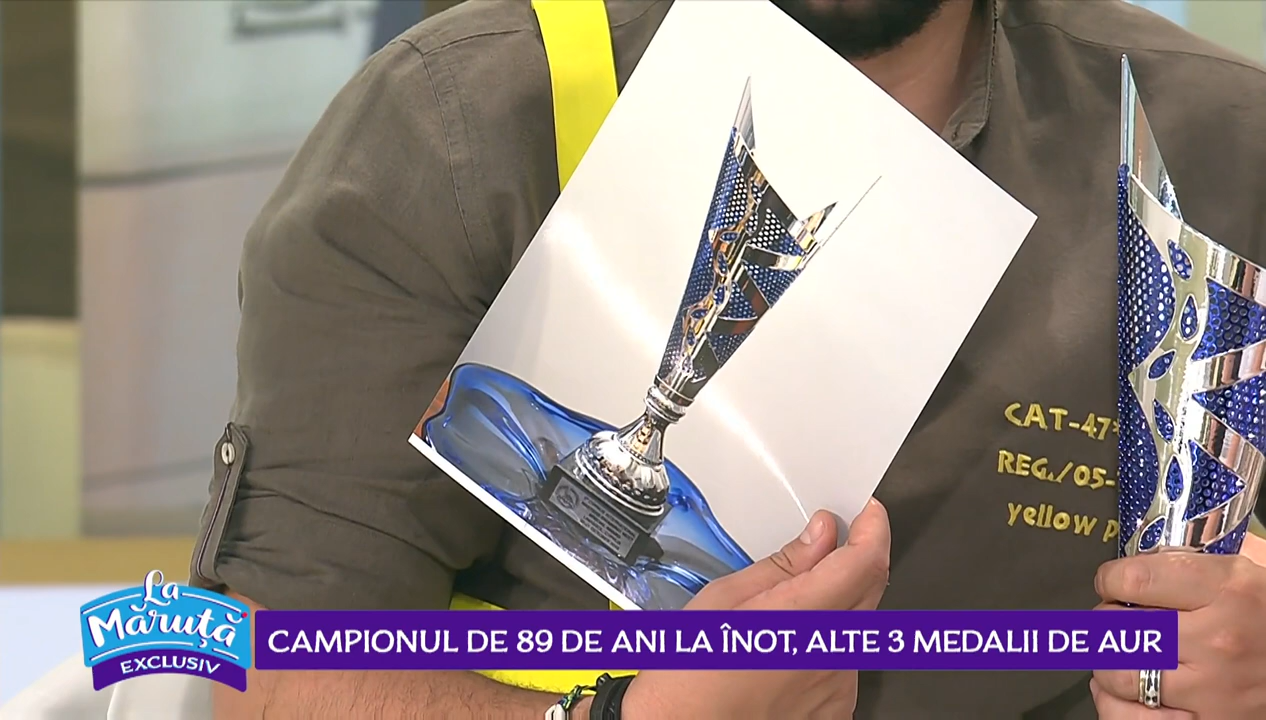 CAT-47
REG./05-
yellow p
La
Măruță
EXCLUSIV
CAMPIONUL DE 89 DE ANI LA ÎNOT, ALTE 3 MEDALII DE AUR